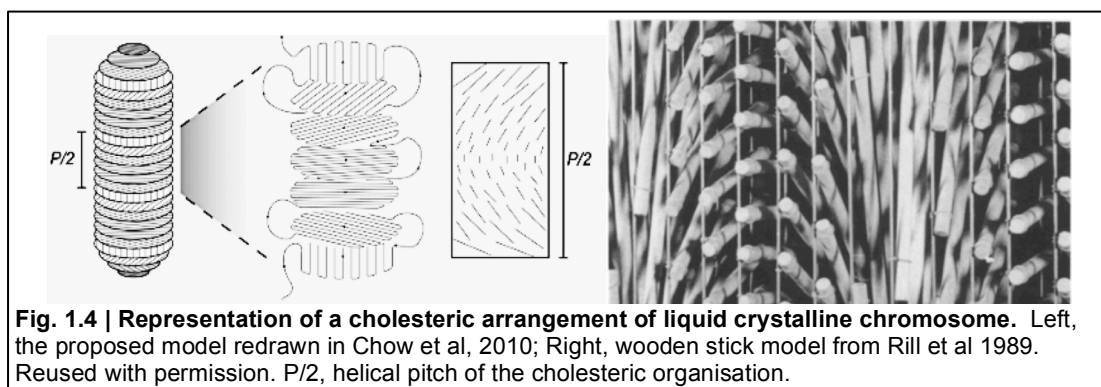 P/2
P/2
Fig. 1.4 | Representation of a cholesteric arrangement of liquid crystalline chromosome. Left,
the proposed model redrawn in Chow et al, 2010; Right, wooden stick model from Rill et al 1989.
Reused with permission. P/2, helical pitch of the cholesteric organisation.